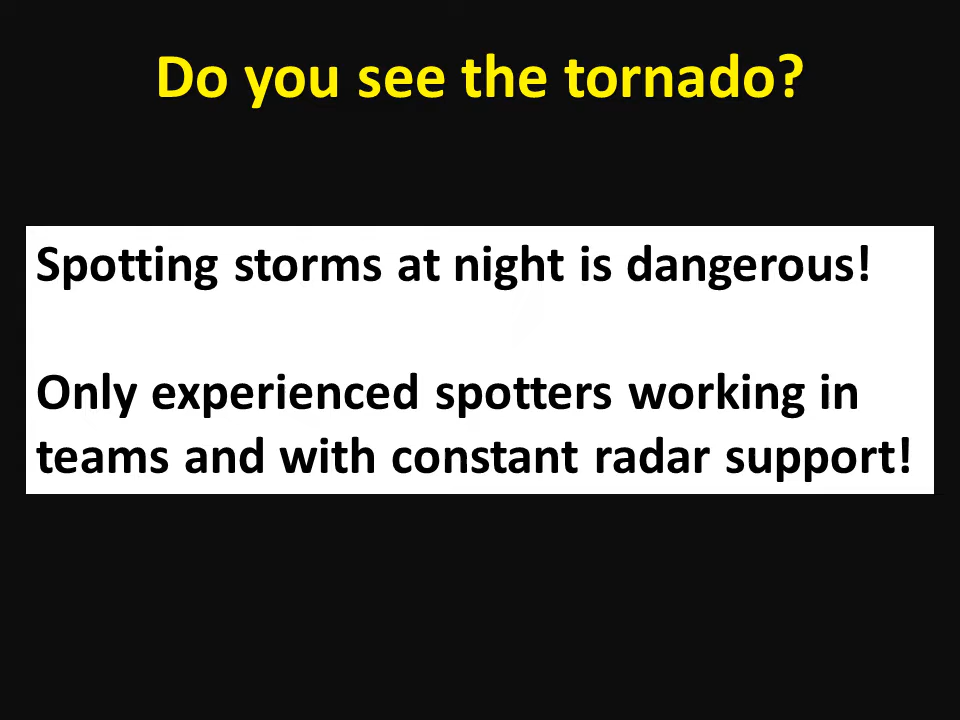 Do you see the tornado?
Spotting storms at night is dangerous!
Only experienced spotters working in
teams and with constant radar support!